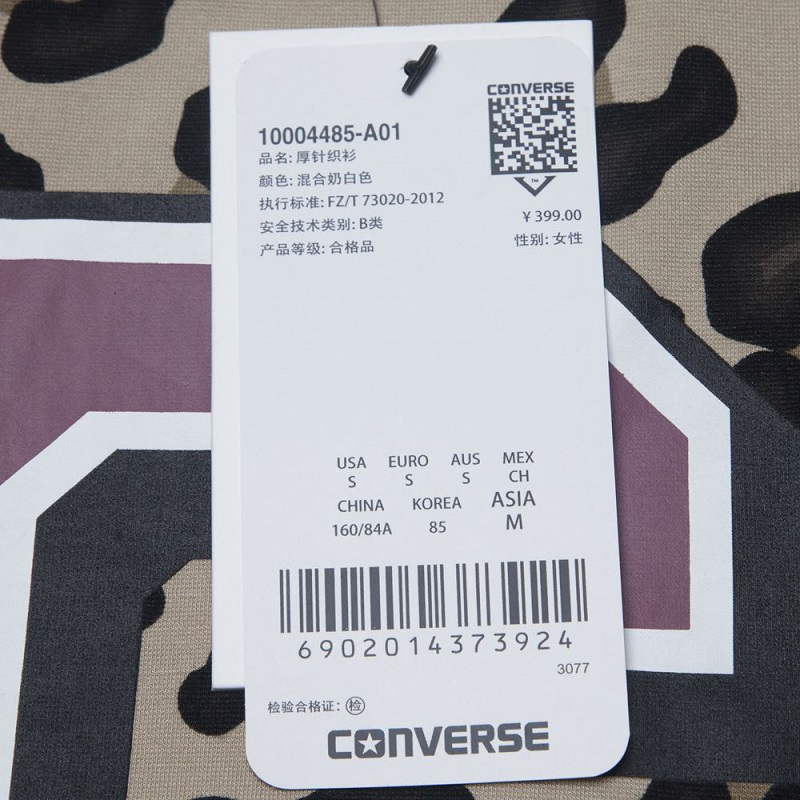 CONVERSE
10004485-A01
品名: 厚针织衫
颜色: 混合奶白色
执行标准: FZ/T 73020-2012
安全技术类别: B类
产品等级: 合格品
™
¥ 399.00
性别: 女性
USA EURO AUS MEX
S S S CH
CHINA KOREA ASIA
160/84A 85 M
6902014373924
3077
检验合格证: 检
CONVERSE